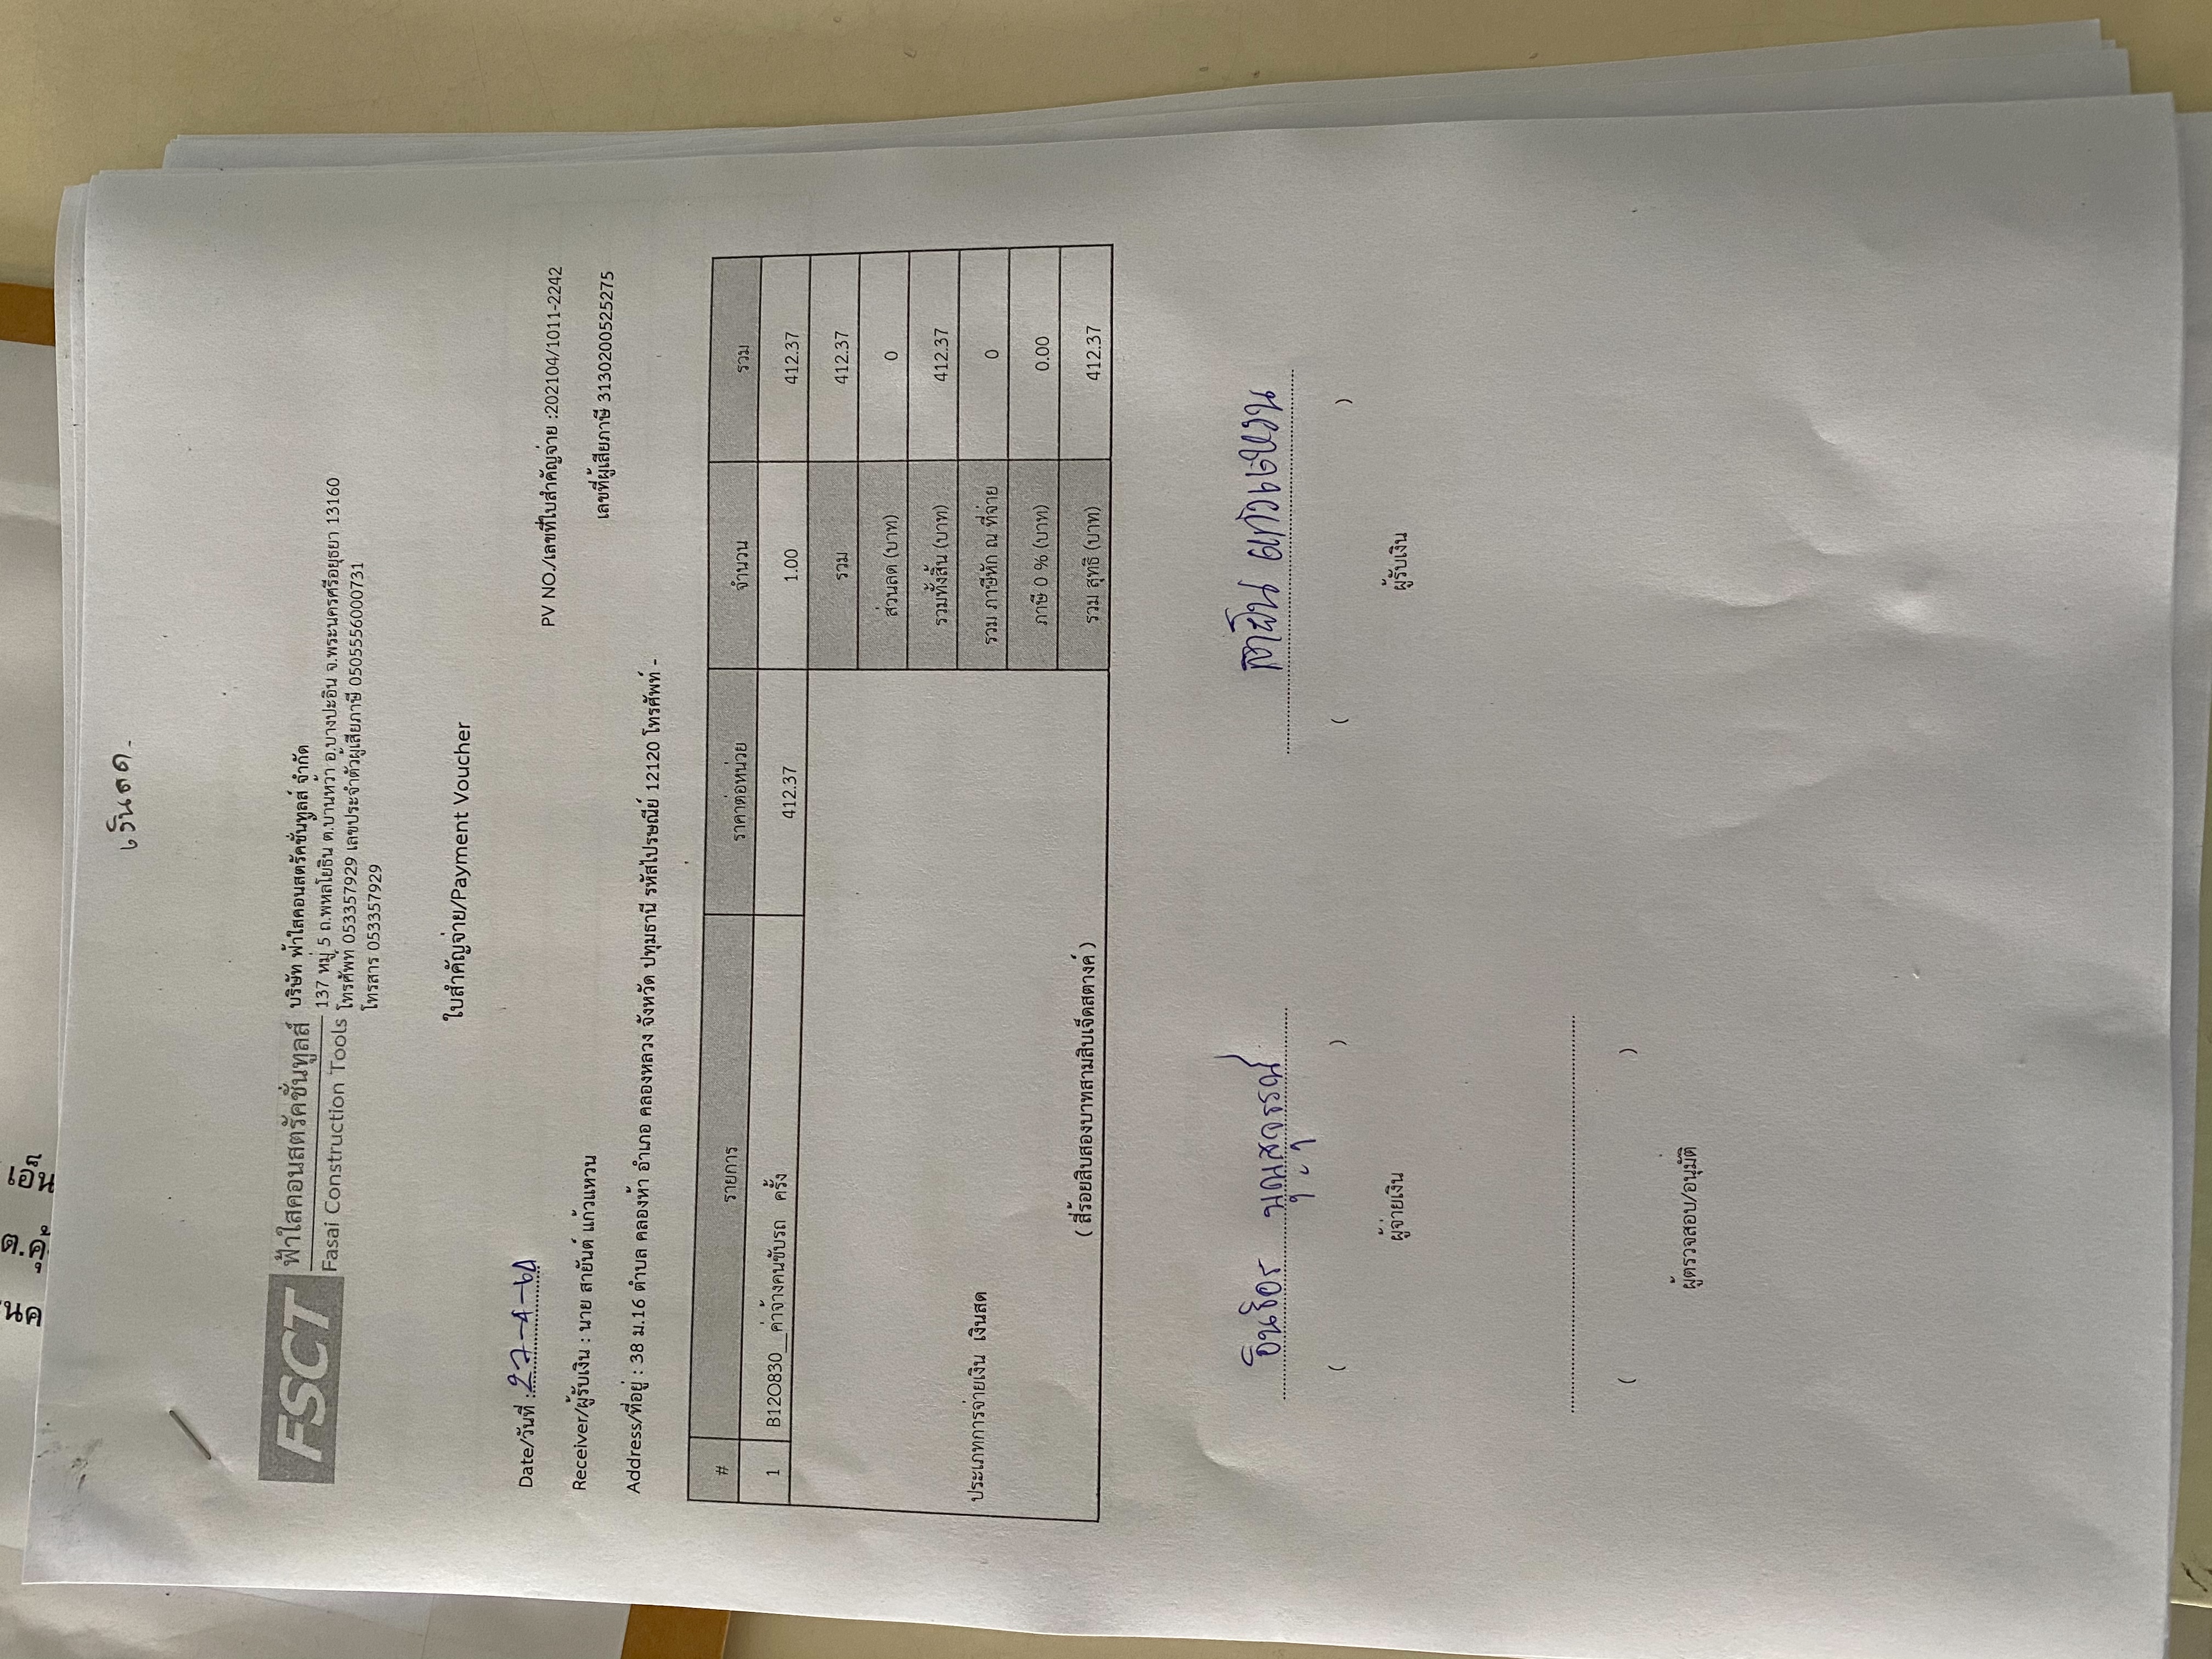 เงินสด.
FSCT ฟ้าใสคอนสตรัคชั่นทูลส์
Fasai Construction Tools
บริษัท ฟ้าใสคอนสตรัคชั่นทูลส์ จำกัด
137 หมู่ 5 ถ.พหลโยธิน ต.บ้านหว้า อ.บางปะอิน จ.พระนครศรีอยุธยา 13160
โทรศัพท์ 053357929 เลขประจำตัวผู้เสียภาษี 0505556000731
โทรสาร 053357929
ใบสำคัญจ่าย/Payment Voucher
Date/วันที่ :27-4-64
PV NO./เลขที่ใบสำคัญจ่าย :202104/1011-2242
Receiver/ผู้รับเงิน : นาย สายันต์ แก้วแหวน
เลขที่ผู้เสียภาษี 3130200525275
Address/ที่อยู่ : 38 ม.16 ตำบล คลองห้า อำเภอ คลองหลวง จังหวัด ปทุมธานี รหัสไปรษณีย์ 12120 โทรศัพท์ -
# รายการ ราคาต่อหน่วย จำนวน รวม
1 B12O830__ค่าจ้างคนขับรถ ครั้ง 412.37 1.00 412.37
รวม 412.37
ส่วนลด (บาท) 0
รวมทั้งสิ้น (บาท) 412.37
ประเภทการจ่ายเงิน เงินสด
รวม ภาษีหัก ณ ที่จ่าย 0
ภาษี 0 % (บาท) 0.00
( สี่ร้อยสิบสองบาทสามสิบเจ็ดสตางค์ )
รวม สุทธิ (บาท) 412.37
สายัน แก้วแหวน
( ) ( )
ผู้จ่ายเงิน ผู้รับเงิน
( )
ผู้ตรวจสอบ/อนุมัติ